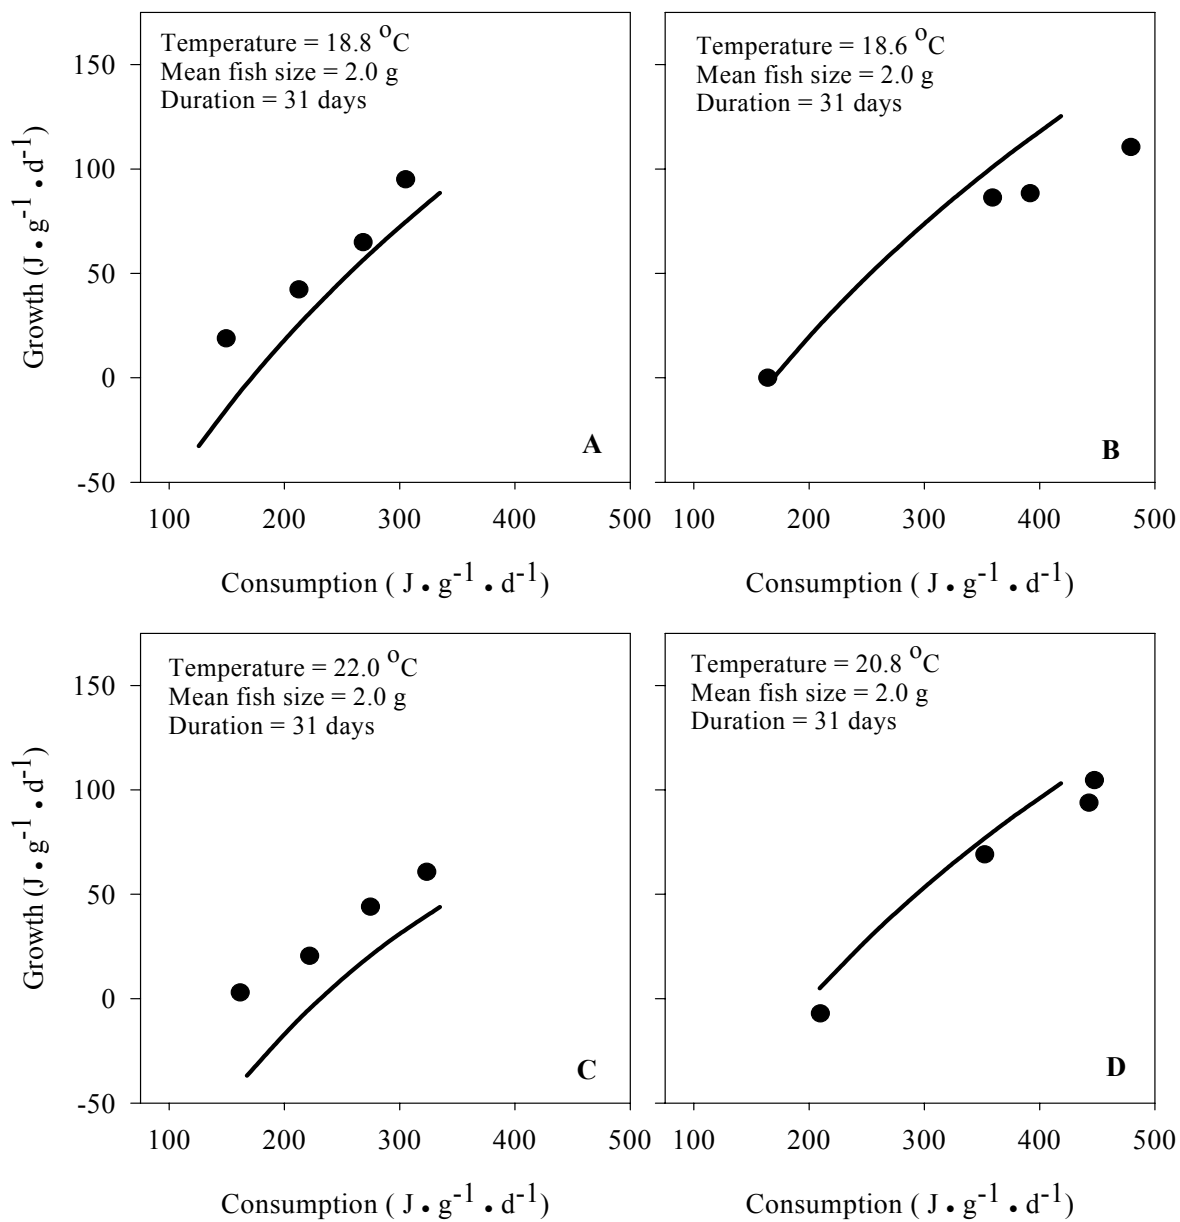 Temperature = 18.8 °C
Mean fish size = 2.0 g
Duration = 31 days
150
100
50
0
-50
Growth (J • g⁻¹ • d⁻¹)
A
100 200 300 400 500
Consumption ( J • g⁻¹ • d⁻¹)
Temperature = 18.6 °C
Mean fish size = 2.0 g
Duration = 31 days
B
100 200 300 400 500
Consumption ( J • g⁻¹ • d⁻¹)
Temperature = 22.0 °C
Mean fish size = 2.0 g
Duration = 31 days
150
100
50
0
-50
Growth (J • g⁻¹ • d⁻¹)
C
100 200 300 400 500
Consumption ( J • g⁻¹ • d⁻¹)
Temperature = 20.8 °C
Mean fish size = 2.0 g
Duration = 31 days
D
100 200 300 400 500
Consumption ( J • g⁻¹ • d⁻¹)